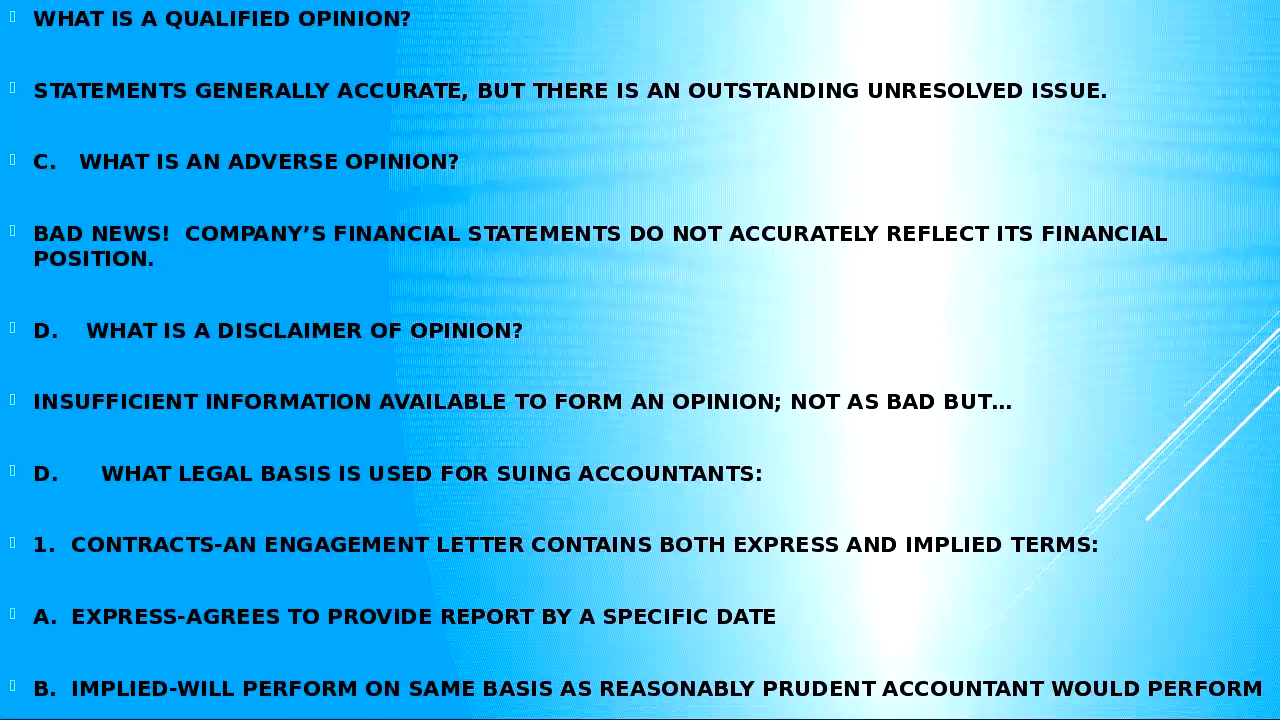 WHAT IS A QUALIFIED OPINION?
STATEMENTS GENERALLY ACCURATE, BUT THERE IS AN OUTSTANDING UNRESOLVED ISSUE.
C. WHAT IS AN ADVERSE OPINION?
BAD NEWS! COMPANY’S FINANCIAL STATEMENTS DO NOT ACCURATELY REFLECT ITS FINANCIAL
POSITION.
D. WHAT IS A DISCLAIMER OF OPINION?
INSUFFICIENT INFORMATION AVAILABLE TO FORM AN OPINION; NOT AS BAD BUT…
D. WHAT LEGAL BASIS IS USED FOR SUING ACCOUNTANTS:
1. CONTRACTS-AN ENGAGEMENT LETTER CONTAINS BOTH EXPRESS AND IMPLIED TERMS:
A. EXPRESS-AGREES TO PROVIDE REPORT BY A SPECIFIC DATE
B. IMPLIED-WILL PERFORM ON SAME BASIS AS REASONABLY PRUDENT ACCOUNTANT WOULD PERFORM